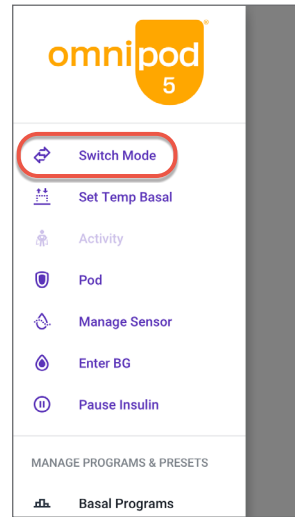 omnipod
5
Switch Mode
Set Temp Basal
Activity
Pod
Manage Sensor
Enter BG
Pause Insulin
MANAGE PROGRAMS & PRESETS
Basal Programs